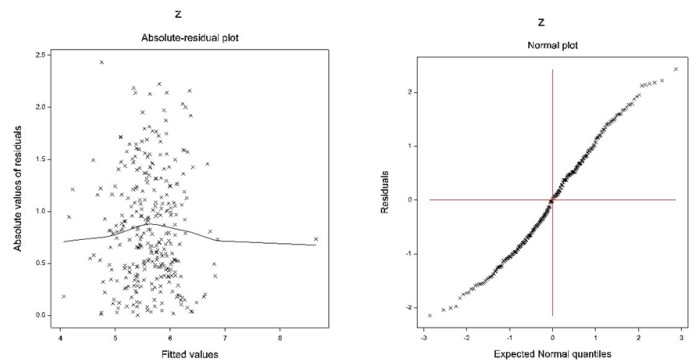 z
Absolute-residual plot
2.5
2.0
1.5
1.0
0.5
0.0
Absolute values of residuals
4 5 6 7 8
Fitted values
z
Normal plot
2
1
0
-1
-2
Residuals
-3 -2 -1 0 1 2 3
Expected Normal quantiles